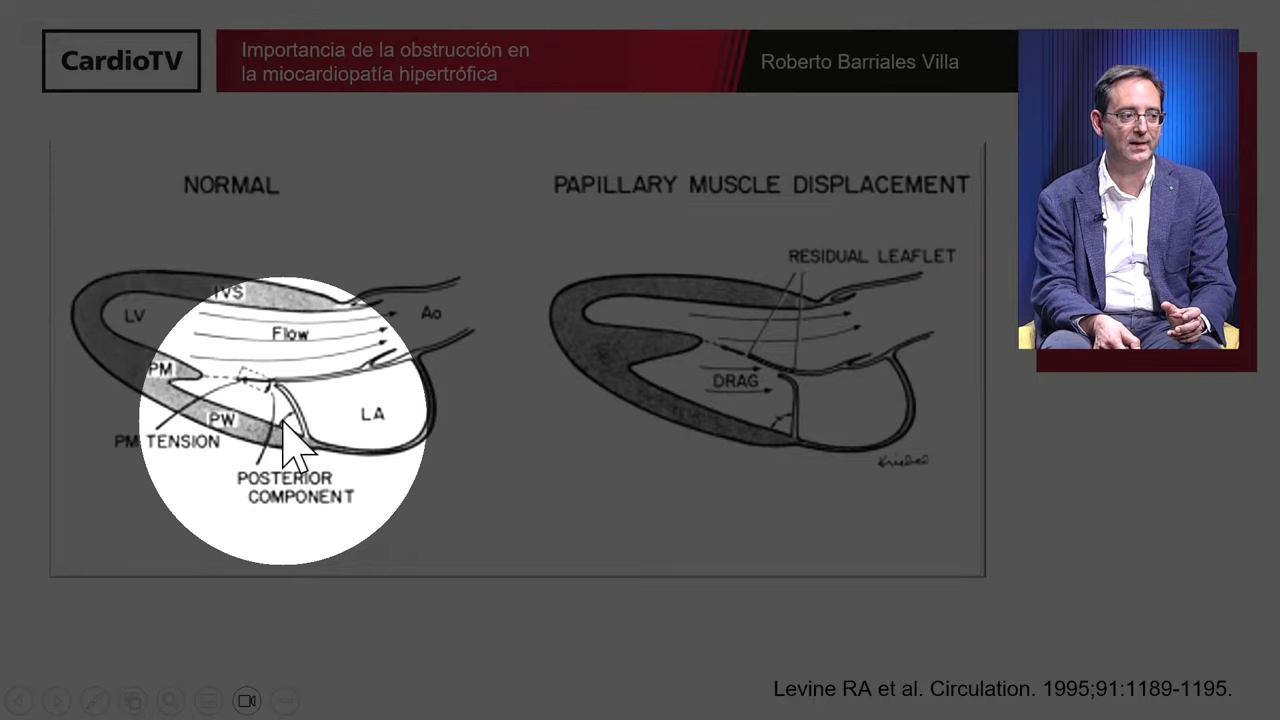 CardioTV
Importancia de la obstrucción en
la miocardiopatía hipertrófica
Roberto Barriales Villa
NORMAL
PAPILLARY MUSCLE DISPLACEMENT
RESIDUAL LEAFLET
IVS
LV
Flow
Ao
PM
DRAG
LA
PW
PM TENSION
POSTERIOR
COMPONENT
Levine RA et al. Circulation. 1995;91:1189-1195.